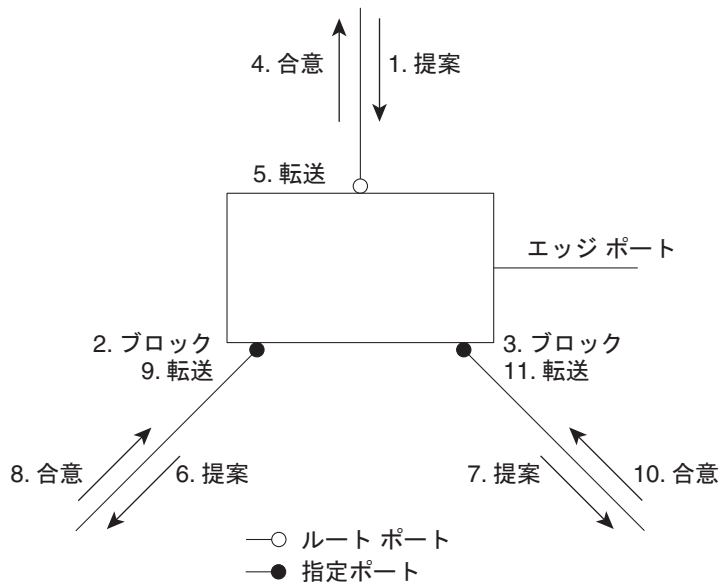 4. 合意
1. 提案
5. 転送
エッジ ポート
2. ブロック
9. 転送
3. ブロック
11. 転送
8. 合意
6. 提案
7. 提案
10. 合意
ルート ポート
指定ポート